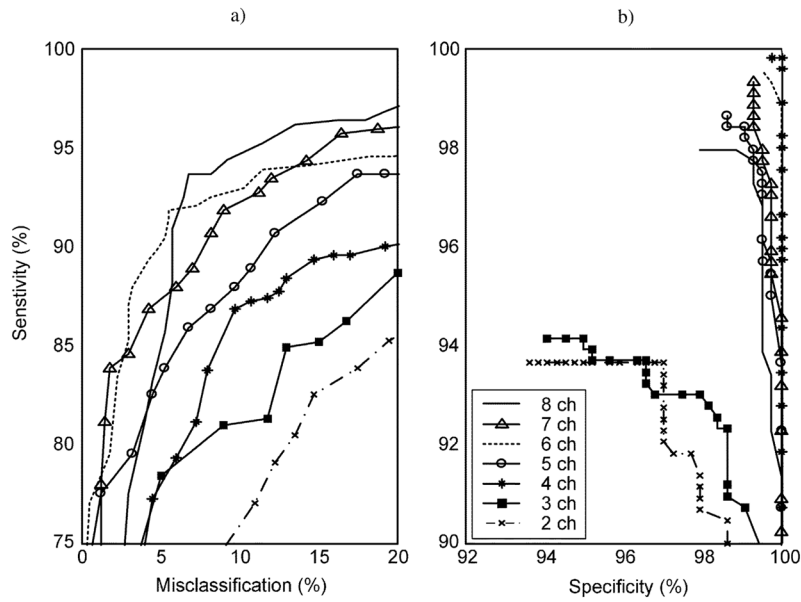 a)
b)
100
95
90
85
80
75
Senstivity (%)
0
5
10
15
20
Misclassification (%)
100
98
96
94
92
90
92
94
96
98
100
Specificity (%)
8 ch
7 ch
6 ch
5 ch
4 ch
3 ch
2 ch